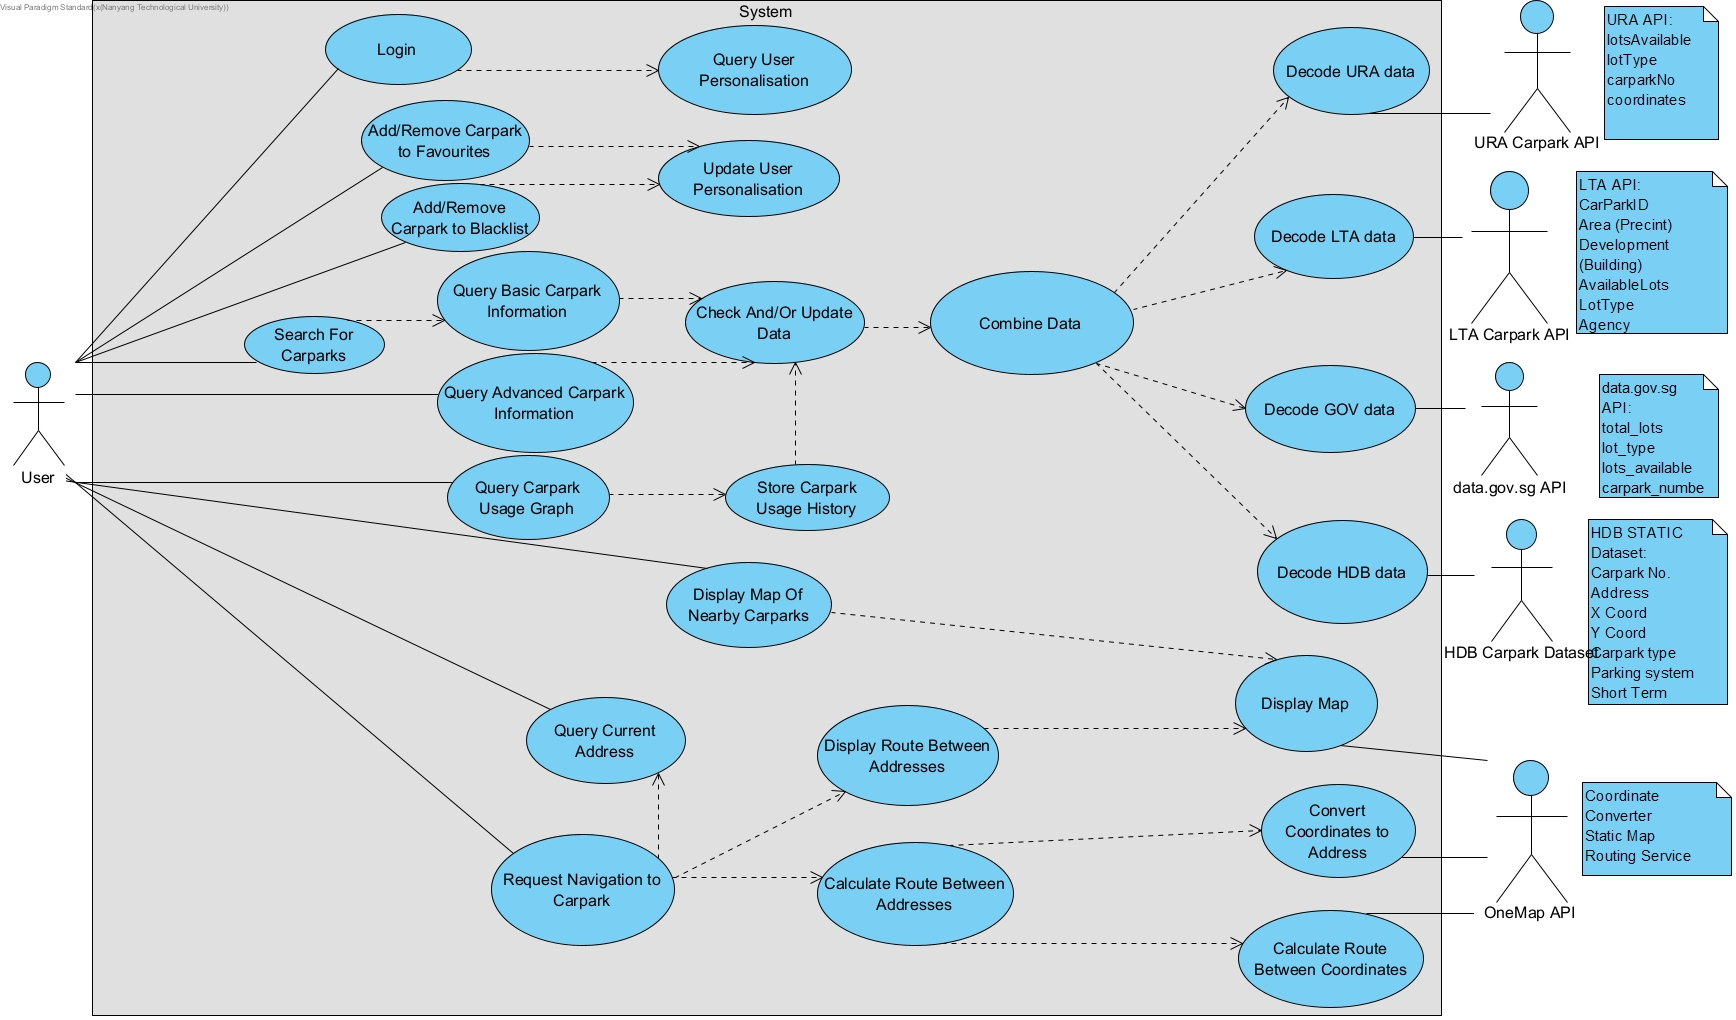 Visual Paradigm Standard(x(Nanyang Technological University))
System
Login
Query User
Personalisation
Add/Remove Carpark
to Favourites
Update User
Personalisation
Add/Remove
Carpark to Blacklist
Query Basic Carpark
Information
Search For
Carparks
Check And/Or Update
Data
Combine Data
Query Advanced Carpark
Information
Query Carpark
Usage Graph
Store Carpark
Usage History
Display Map Of
Nearby Carparks
Query Current
Address
Request Navigation to
Carpark
Display Route Between
Addresses
Calculate Route Between
Addresses
Decode URA data
Decode LTA data
Decode GOV data
Decode HDB data
Display Map
Convert
Coordinates to
Address
Calculate Route
Between Coordinates
User
URA Carpark API
URA API:
lotsAvailable
lotType
carparkNo
coordinates
LTA Carpark API
LTA API:
CarParkID
Area (Precint)
Development
(Building)
AvailableLots
LotType
Agency
data.gov.sg API
data.gov.sg
API:
total_lots
lot_type
lots_available
carpark_numbe
HDB Carpark Dataset
HDB STATIC
Dataset:
Carpark No.
Address
X Coord
Y Coord
Carpark type
Parking system
Short Term
OneMap API
Coordinate
Converter
Static Map
Routing Service